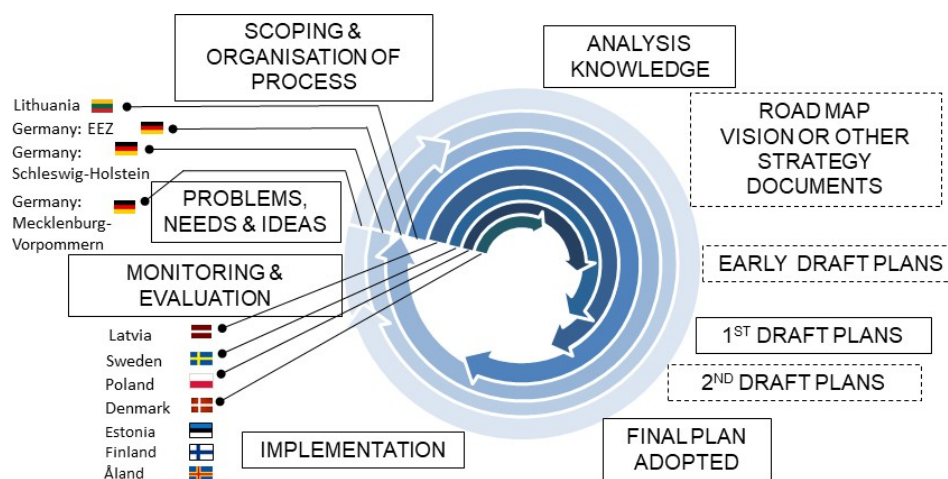 SCOPING &
ORGANISATION OF
PROCESS
ANALYSIS
KNOWLEDGE
ROAD MAP
VISION OR OTHER
STRATEGY
DOCUMENTS
EARLY DRAFT PLANS
1ST DRAFT PLANS
2ND DRAFT PLANS
FINAL PLAN
ADOPTED
IMPLEMENTATION
MONITORING &
EVALUATION
PROBLEMS,
NEEDS & IDEAS
Lithuania
Germany: EEZ
Germany:
Schleswig-Holstein
Germany:
Mecklenburg-
Vorpommern
Latvia
Sweden
Poland
Denmark
Estonia
Finland
Åland